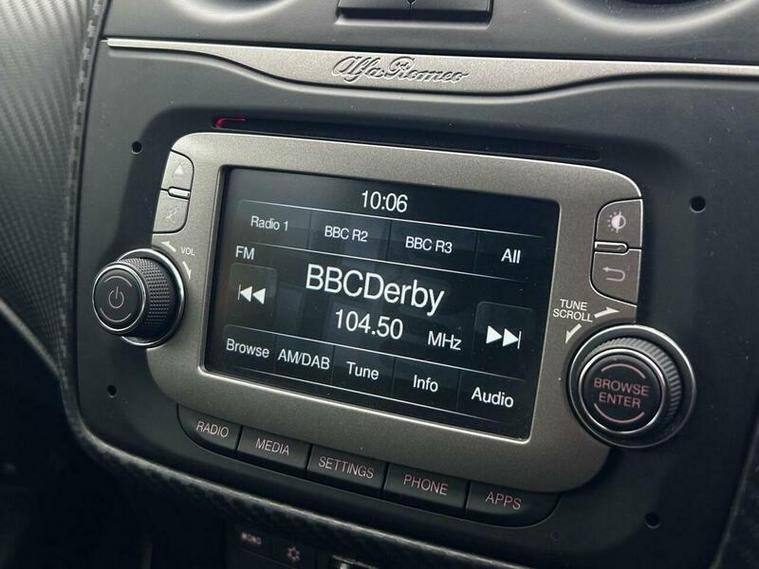 Alfa Romeo
10:06
Radio 1 BBC R2 BBC R3 All
FM
BBCDerby
104.50 MHz
Browse AM/DAB Tune Info Audio
VOL
TUNE
SCROLL
BROWSE
ENTER
RADIO MEDIA SETTINGS PHONE APPS
MONO